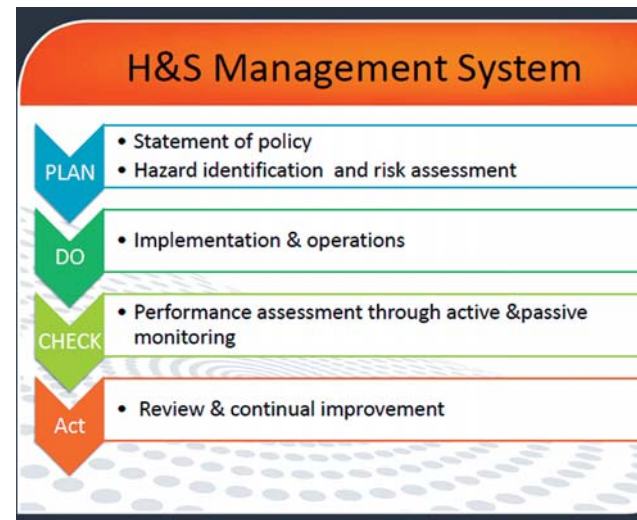 H&S Management System
PLAN
• Statement of policy
• Hazard identification and risk assessment
DO
• Implementation & operations
CHECK
• Performance assessment through active &passive
monitoring
Act
• Review & continual improvement